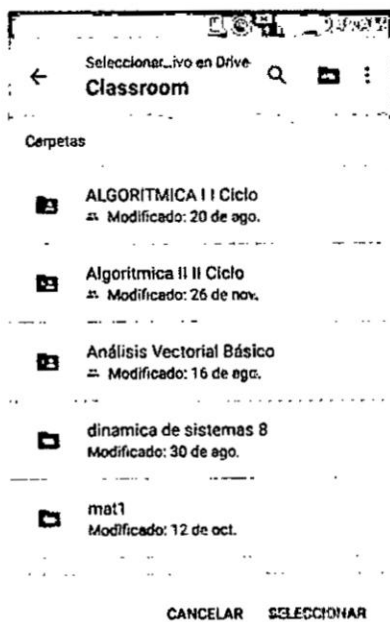 Seleccionar...ivo en Drive
Classroom
Carpetas
ALGORITMICA I I Ciclo
Modificado: 20 de ago.
Algoritmica II II Ciclo
Modificado: 26 de nov.
Análisis Vectorial Básico
Modificado: 16 de ago.
dinamica de sistemas 8
Modificado: 30 de ago.
mat1
Modificado: 12 de oct.
CANCELAR SELECCIONAR